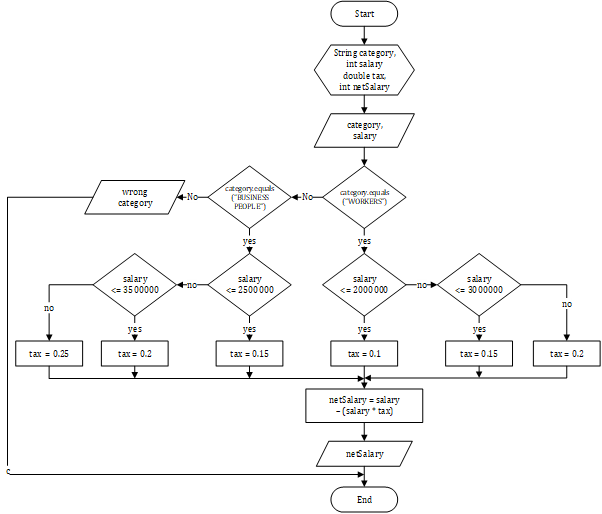 Start
String category,
int salary
double tax,
int netSalary
category,
salary
category.equals
("WORKERS")
No
category.equals
("BUSINESS
PEOPLE")
No
wrong
category
yes
yes
salary
<= 3500000
no
salary
<= 2500000
salary
<= 2000000
no
salary
<= 3000000
no
no
yes
yes
yes
yes
tax = 0.25
tax = 0.2
tax = 0.15
tax = 0.1
tax = 0.15
tax = 0.2
netSalary = salary
– (salary * tax)
netSalary
End